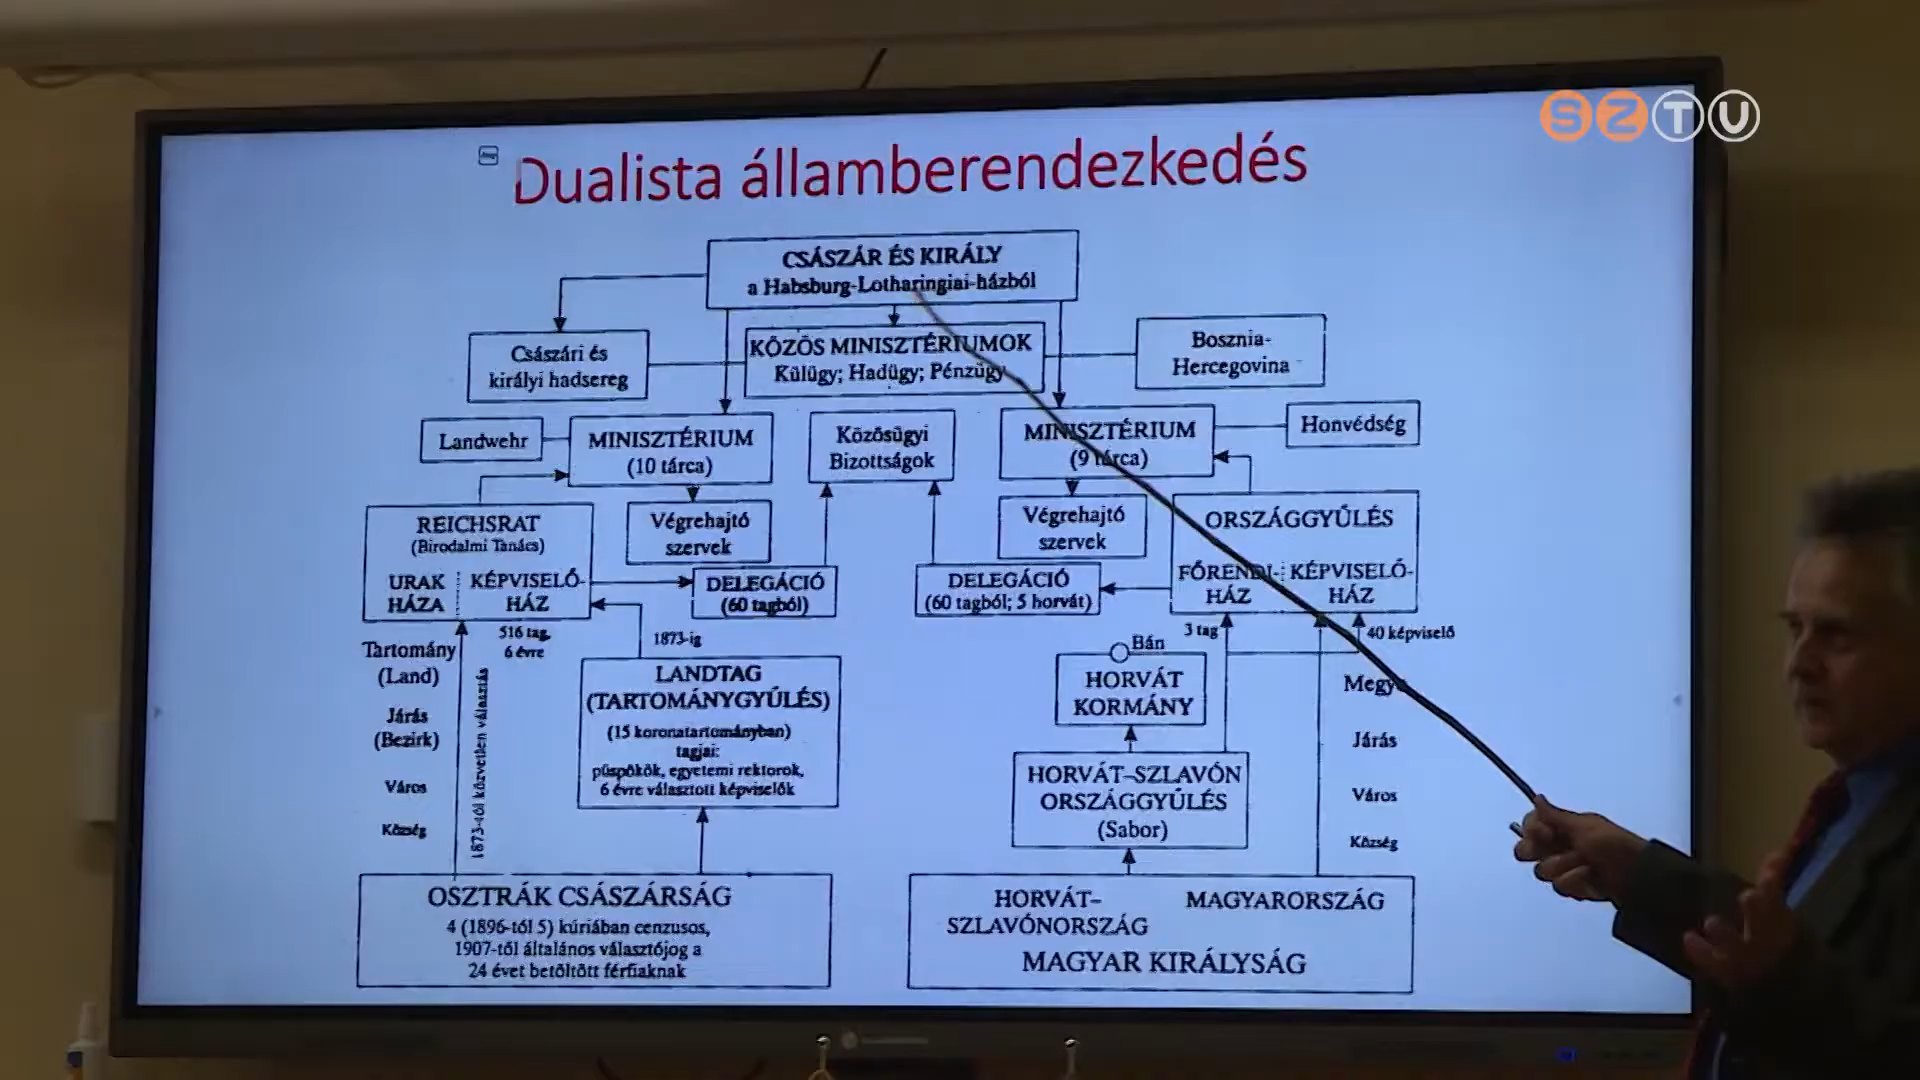 SZTU
Dualista államberendezkedés
CSÁSZÁR ÉS KIRÁLY
a Habsburg-Lotharingiai-házból
Császári és
királyi hadsereg
KÖZÖS MINISZTÉRIUMOK
Külügy; Hadügy; Pénzügy
Bosznia-
Hercegovina
Landwehr
MINISZTÉRIUM
(10 tárca)
Közösügyi
Bizottságok
MINISZTÉRIUM
(9 tárca)
Honvédség
REICHSRAT
(Birodalmi Tanács)
URAK
HÁZA
KÉPVISELŐ-
HÁZ
Végrehajtó
szervek
DELEGÁCIÓ
(60 tagból)
Végrehajtó
szervek
DELEGÁCIÓ
(60 tagból; 5 horvát)
ORSZÁGGYŰLÉS
FŐRENDI-
HÁZ
KÉPVISELŐ-
HÁZ
516 tag,
6 évre
1873-ig
3 tag
40 képviselő
Tartomány
(Land)
Járás
(Bezirk)
Város
Község
1873-tól közvetlen választás
LANDTAG
(TARTOMÁNYGYŰLÉS)
(15 koronatartományban)
tagjai:
püspökök, egyetemi rektorok,
6 évre választott képviselők
Bán
HORVÁT
KORMÁNY
HORVÁT–SZLAVÓN
ORSZÁGGYŰLÉS
(Sabor)
Megye
Járás
Város
Község
OSZTRÁK CSÁSZÁRSÁG
4 (1896-tól 5) kúriában cenzusos,
1907-től általános választójog a
24 évet betöltött férfiaknak
HORVÁT–
SZLAVÓNORSZÁG
MAGYARORSZÁG
MAGYAR KIRÁLYSÁG